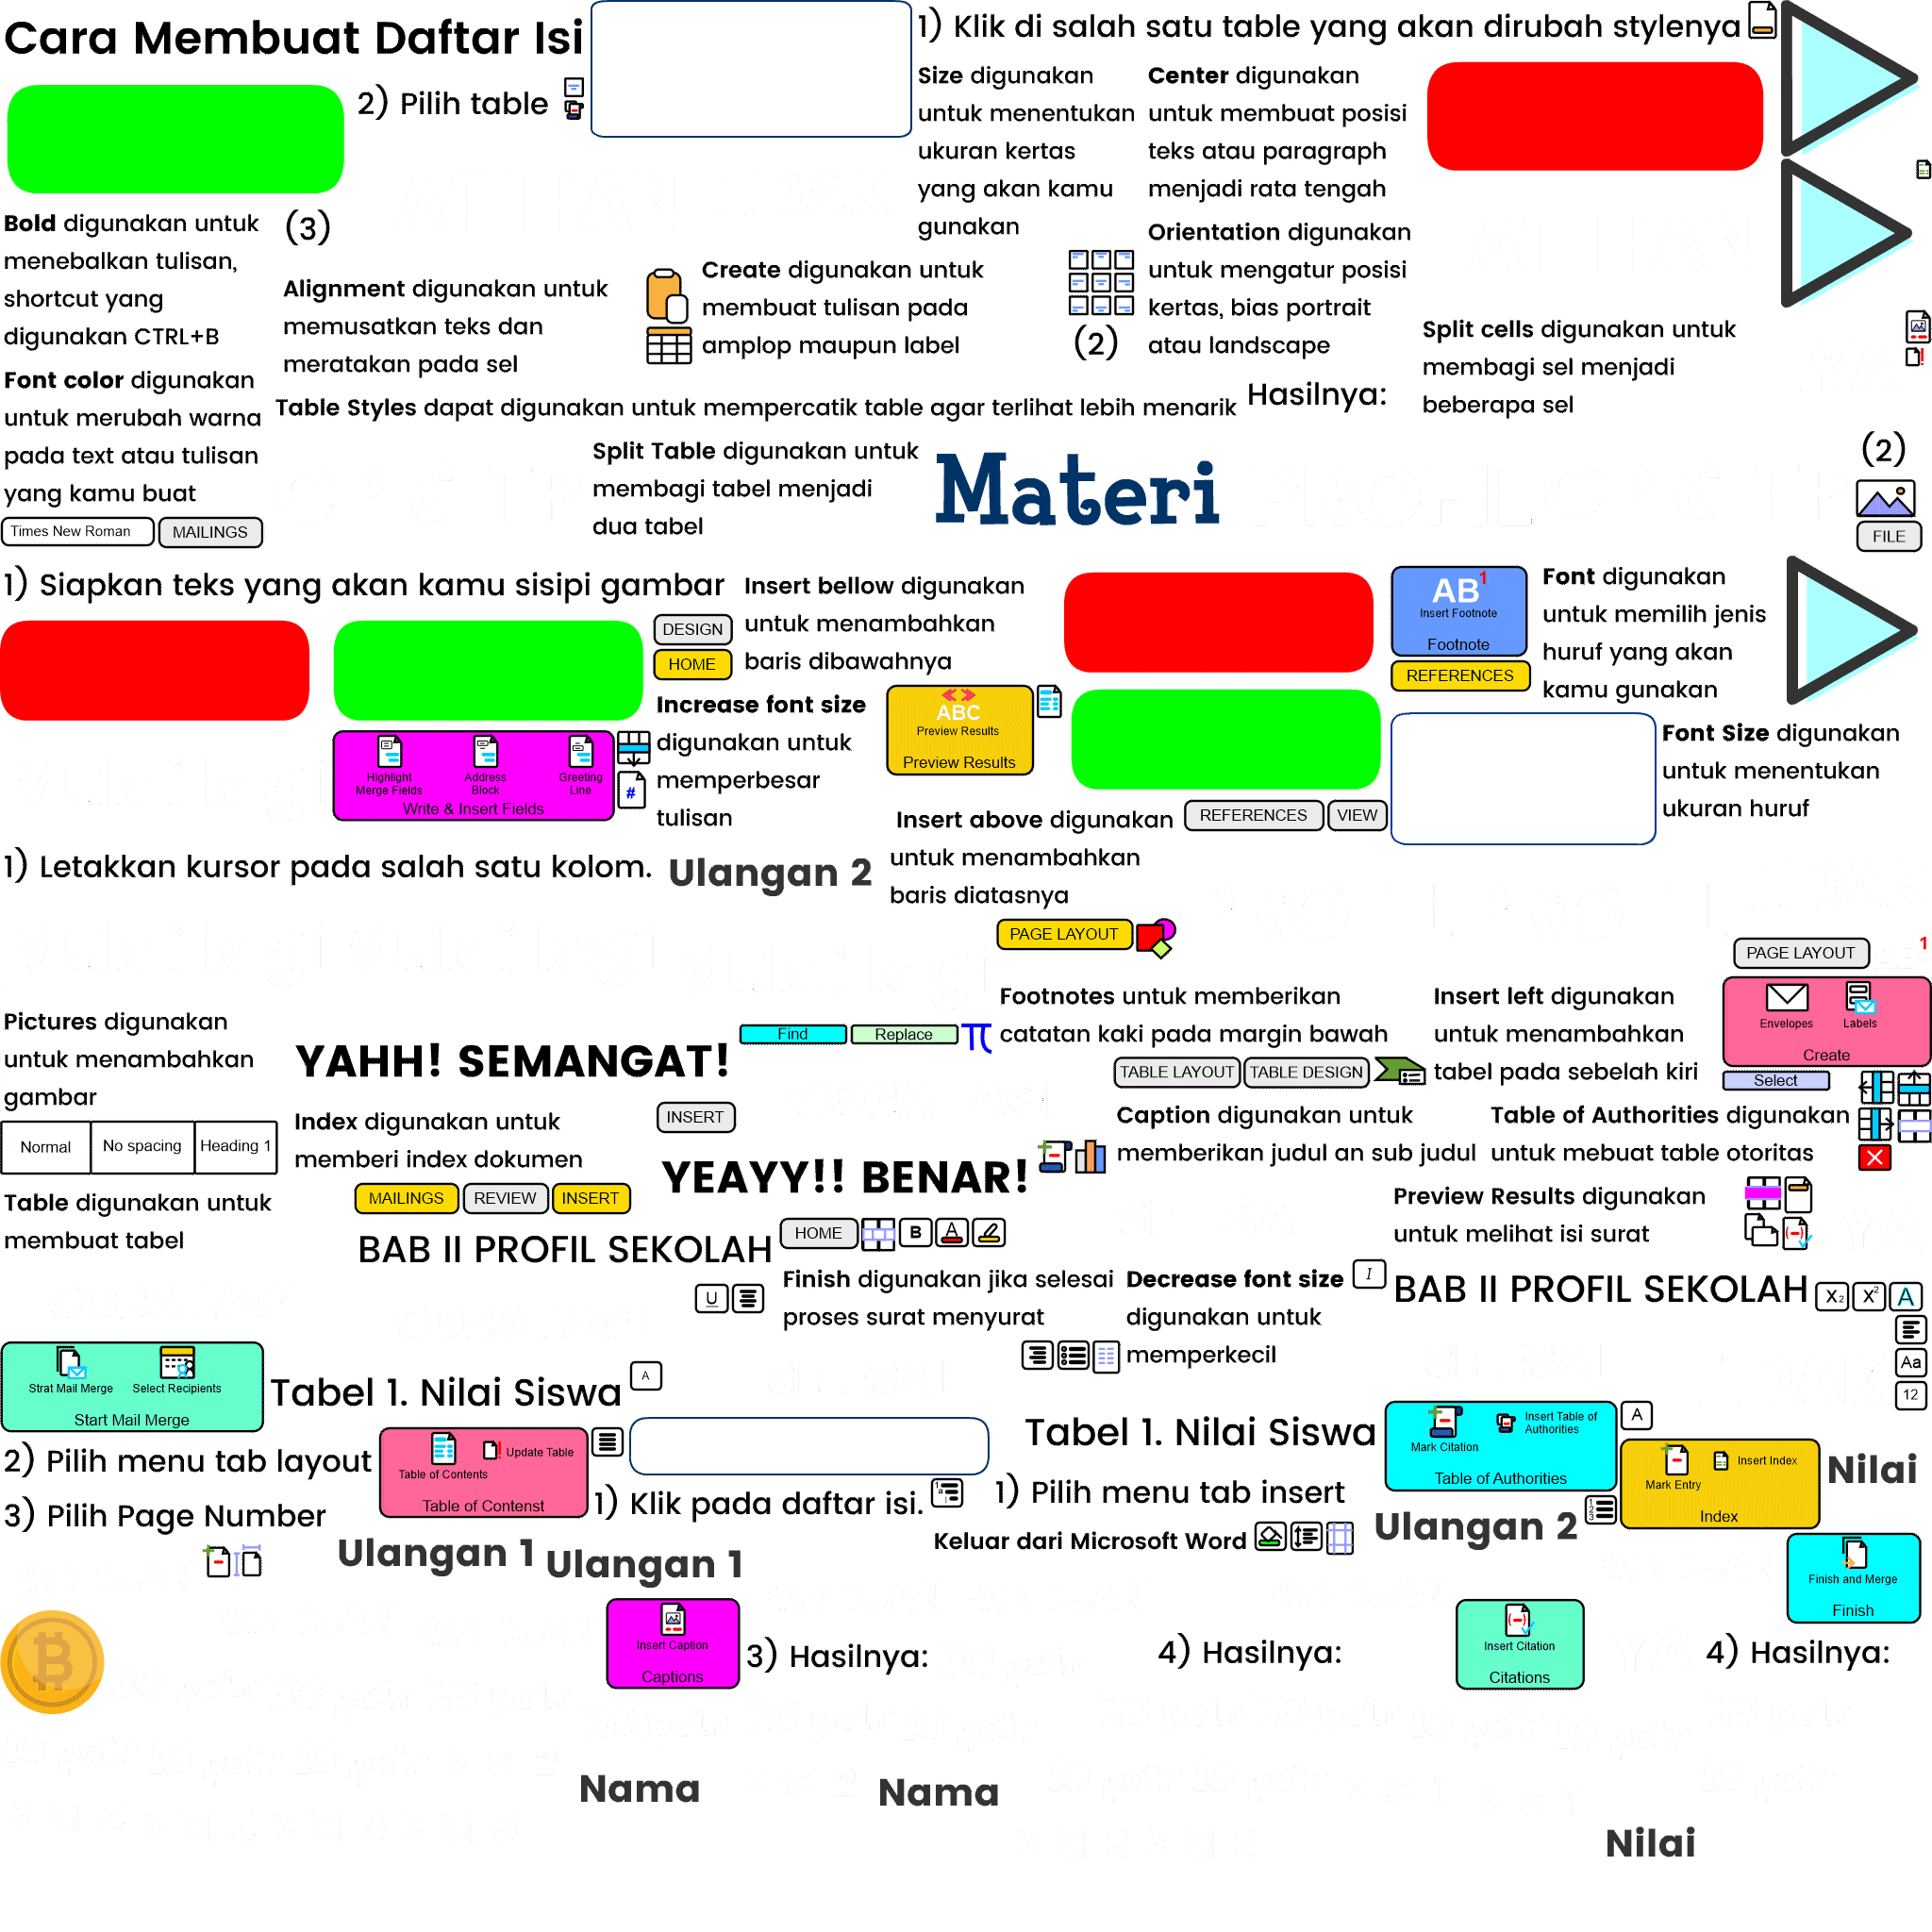 Cara Membuat Daftar Isi
1) Klik di salah satu table yang akan dirubah stylenya
2) Pilih table
Size digunakan
untuk menentukan
ukuran kertas
yang akan kamu
gunakan
Center digunakan
untuk membuat posisi
teks atau paragraph
menjadi rata tengah
Bold digunakan untuk
menebalkan tulisan,
shortcut yang
digunakan CTRL+B
(3)
Alignment digunakan untuk
memusatkan teks dan
meratakan pada sel
Create digunakan untuk
membuat tulisan pada
amplop maupun label
(2)
Orientation digunakan
untuk mengatur posisi
kertas, bias portrait
atau landscape
Split cells digunakan untuk
membagi sel menjadi
beberapa sel
Font color digunakan
untuk merubah warna
pada text atau tulisan
yang kamu buat
Table Styles dapat digunakan untuk mempercatik table agar terlihat lebih menarik
Hasilnya:
Split Table digunakan untuk
membagi tabel menjadi
dua tabel
Materi
(2)
Times New Roman
MAILINGS
FILE
1) Siapkan teks yang akan kamu sisipi gambar
DESIGN
HOME
Insert bellow digunakan
untuk menambahkan
baris dibawahnya
AB1
Insert Footnote
Footnote
REFERENCES
Font digunakan
untuk memilih jenis
huruf yang akan
kamu gunakan
Increase font size
digunakan untuk
memperbesar
tulisan
ABC
Preview Results
Preview Results
Font Size digunakan
untuk menentukan
ukuran huruf
Highlight
Merge Fields
Address
Block
Greeting
Line
Write & Insert Fields
#
Insert above digunakan
untuk menambahkan
baris diatasnya
REFERENCES
VIEW
1) Letakkan kursor pada salah satu kolom.
Ulangan 2
PAGE LAYOUT
PAGE LAYOUT
1
Pictures digunakan
untuk menambahkan
gambar
YAHH! SEMANGAT!
Find
Replace
π
Footnotes untuk memberikan
catatan kaki pada margin bawah
Insert left digunakan
untuk menambahkan
tabel pada sebelah kiri
Envelopes
Labels
Create
TABLE LAYOUT
TABLE DESIGN
Select
Normal
No spacing
Heading 1
Index digunakan untuk
memberi index dokumen
INSERT
Caption digunakan untuk
memberikan judul an sub judul
Table of Authorities digunakan
untuk mebuat table otoritas
YEAYY!! BENAR!
Table digunakan untuk
membuat tabel
MAILINGS
REVIEW
INSERT
Preview Results digunakan
untuk melihat isi surat
BAB II PROFIL SEKOLAH
HOME
B
A
U
Finish digunakan jika selesai
proses surat menyurat
Decrease font size
digunakan untuk
memperkecil
I
BAB II PROFIL SEKOLAH
X2
X2
A
Aa
12
Strat Mail Merge
Select Recipients
Start Mail Merge
Tabel 1. Nilai Siswa
A
Tabel 1. Nilai Siswa
Mark Citation
Insert Table of
Authorities
Table of Authorities
A
2) Pilih menu tab layout
Table of Contents
Update Table
Table of Contenst
Mark Entry
Insert Index
Index
Nilai
3) Pilih Page Number
1) Klik pada daftar isi.
1) Pilih menu tab insert
Ulangan 1
Ulangan 1
Keluar dari Microsoft Word
Ulangan 2
Finish and Merge
Finish
Insert Caption
Captions
3) Hasilnya:
4) Hasilnya:
Insert Citation
Citations
4) Hasilnya:
Nama
Nama
Nilai